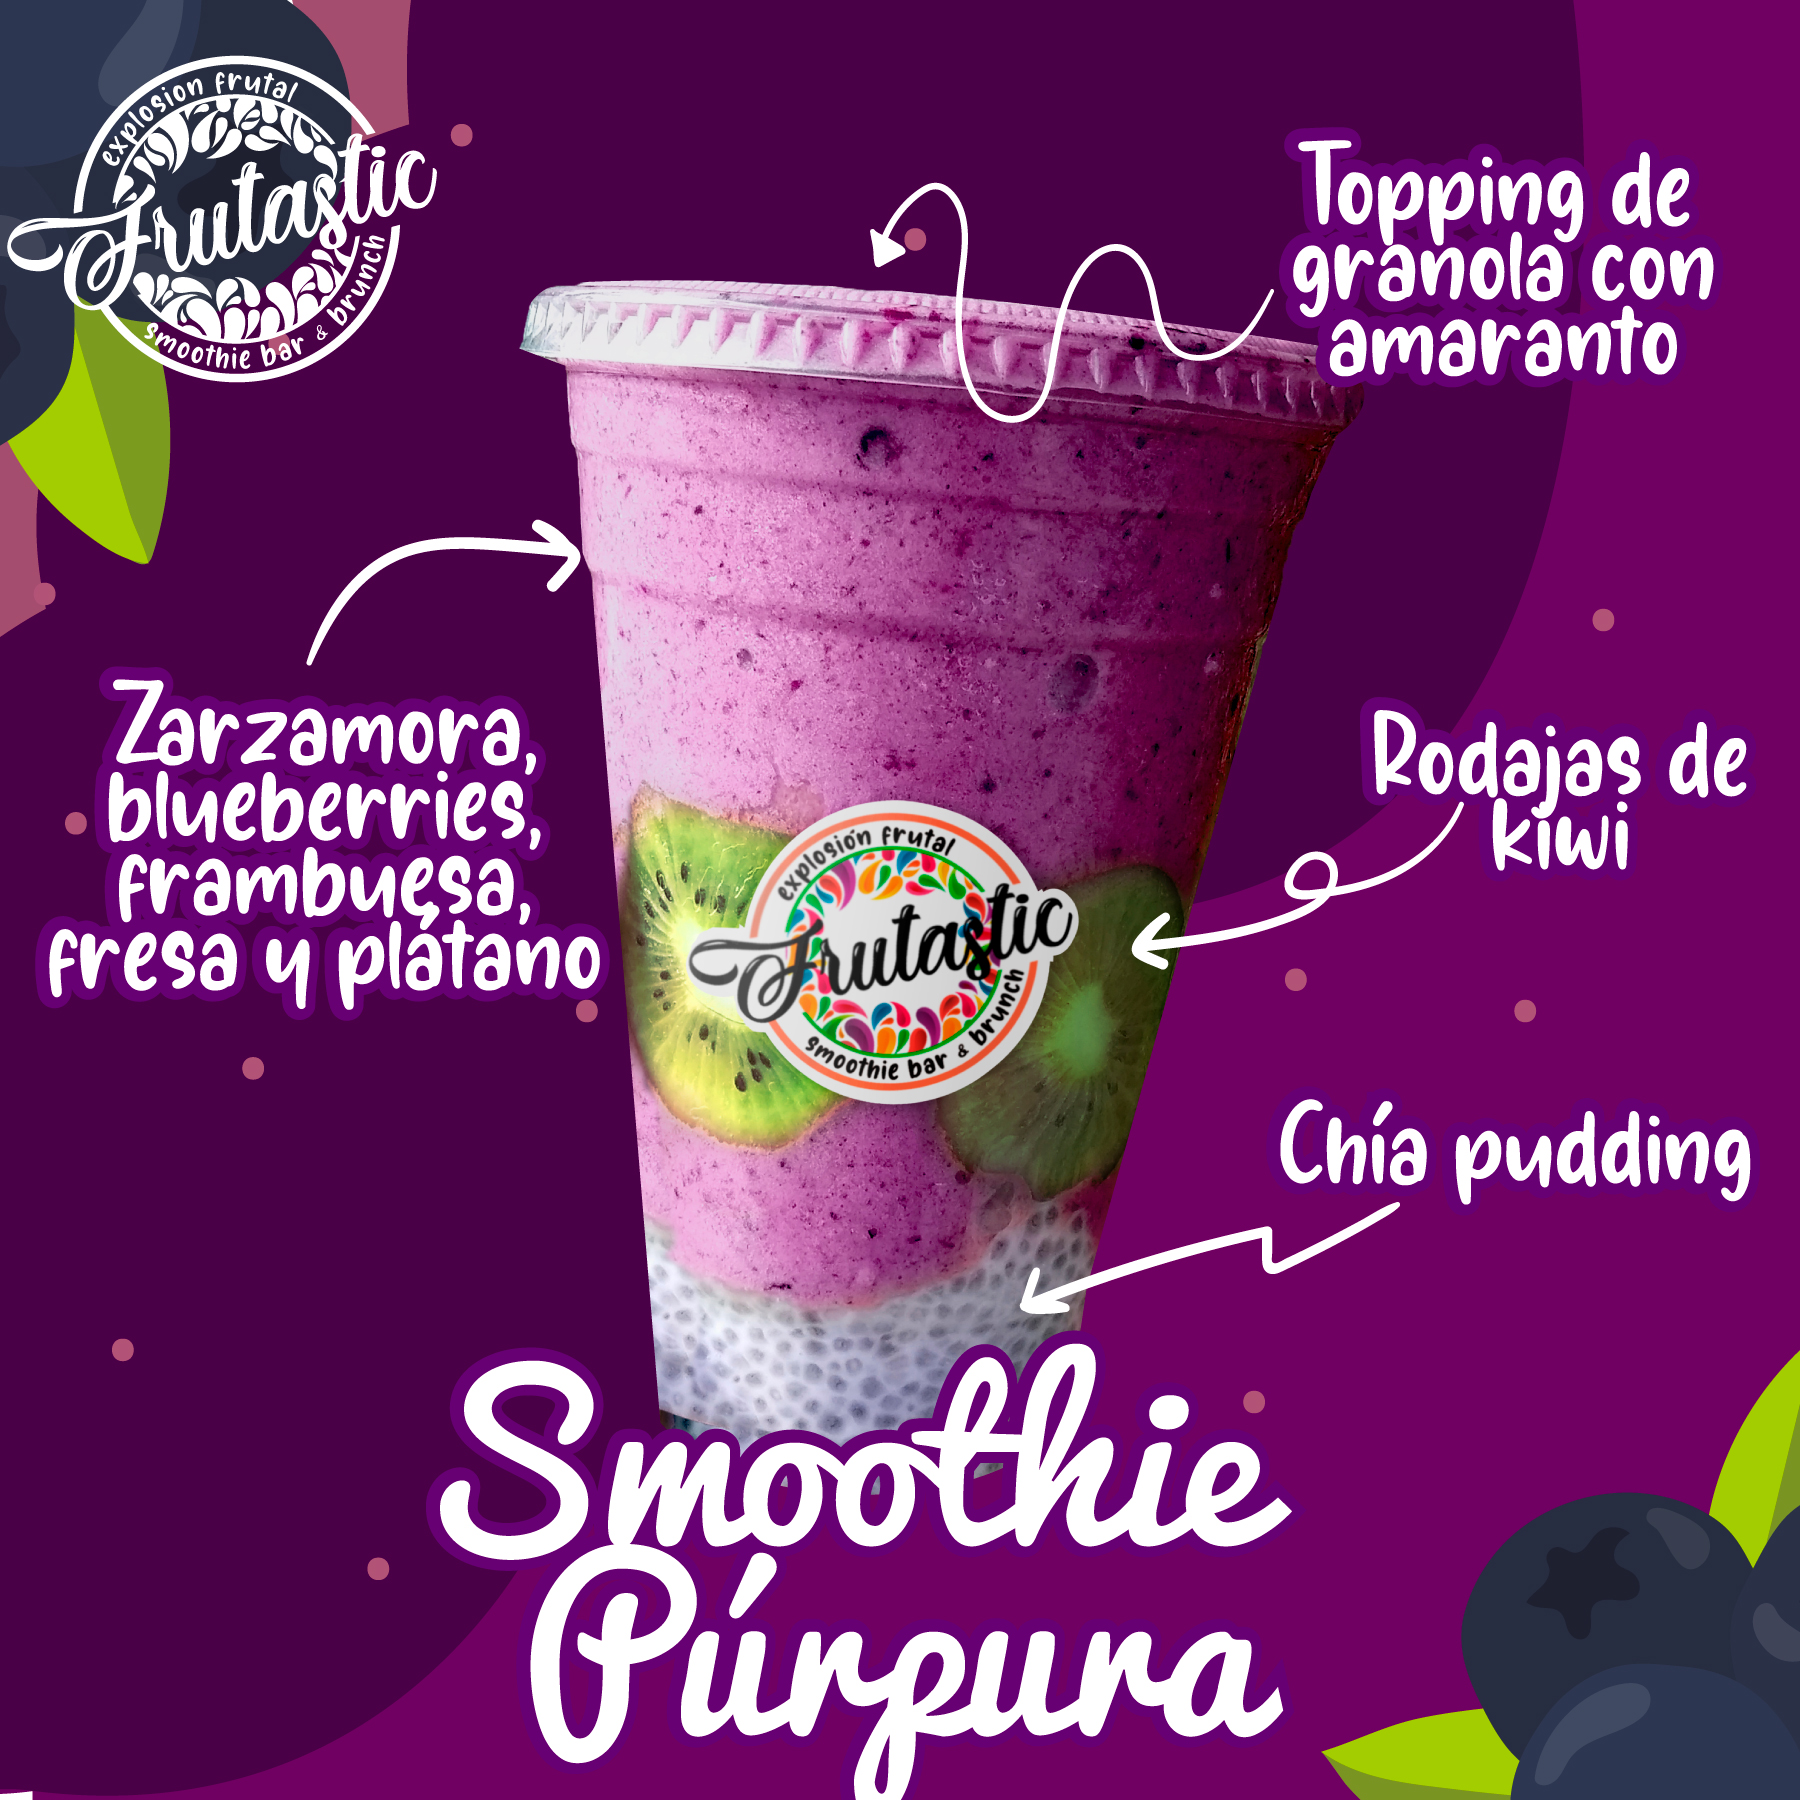 explosion frutal
Frutastic
smoothie bar & brunch
Topping de
granola con
amaranto
Zarzamora,
blueberries,
frambuesa,
fresa y plátano
Rodajas de
kiwi
explosión frutal
Frutastic
smoothie bar & brunch
Chía pudding
Smoothie
Púrpura